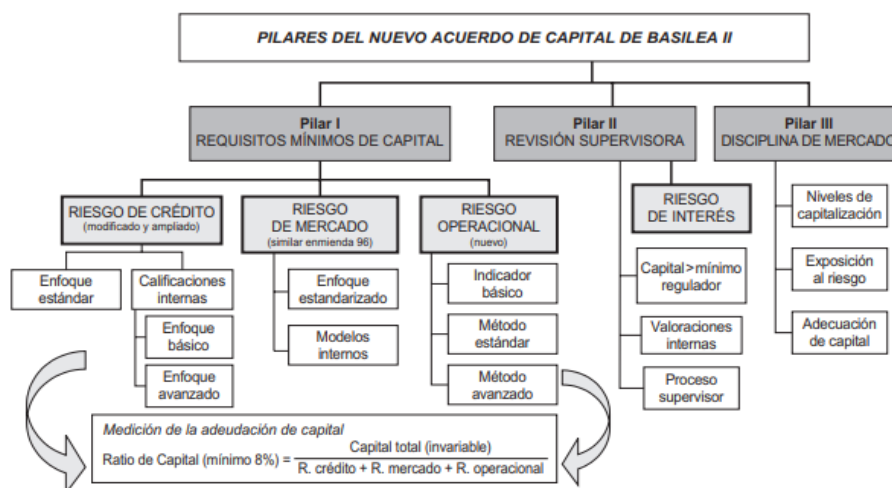 PILARES DEL NUEVO ACUERDO DE CAPITAL DE BASILEA II
Pilar I
REQUISITOS MÍNIMOS DE CAPITAL
Pilar II
REVISIÓN SUPERVISORA
Pilar III
DISCIPLINA DE MERCADO
RIESGO DE CRÉDITO
(modificado y ampliado)
RIESGO
DE MERCADO
(similar enmienda 96)
RIESGO
OPERACIONAL
(nuevo)
RIESGO
DE INTERÉS
Niveles de
capitalización
Enfoque
estándar
Calificaciones
internas
Enfoque
básico
Enfoque
avanzado
Enfoque
estandarizado
Modelos
internos
Indicador
básico
Método
estándar
Método
avanzado
Capital>mínimo
regulador
Valoraciones
internas
Proceso
supervisor
Exposición
al riesgo
Adecuación
de capital
Medición de la adeudación de capital
Ratio de Capital (mínimo 8%) =
Capital total (invariable)
R. crédito + R. mercado + R. operacional